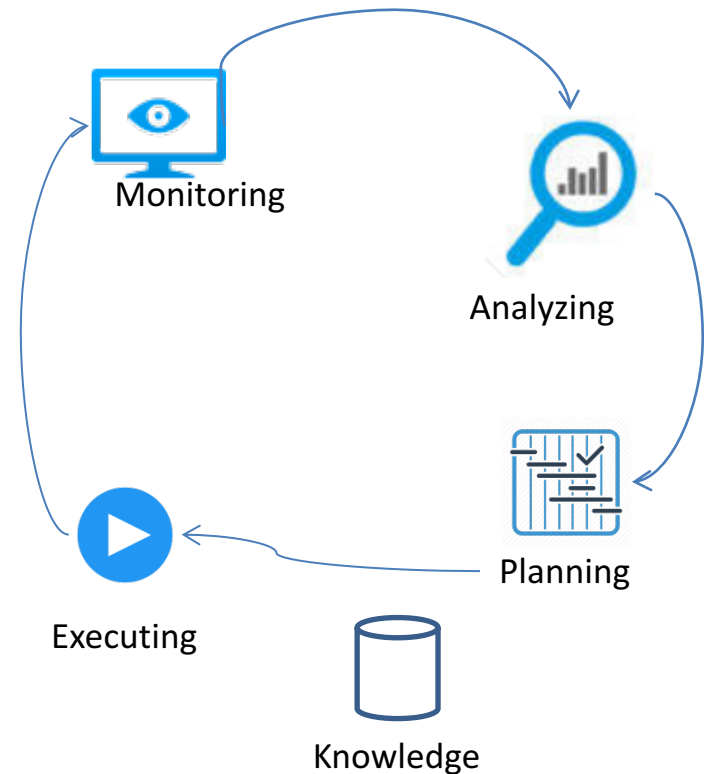 Monitoring
Analyzing
Planning
Executing
Knowledge